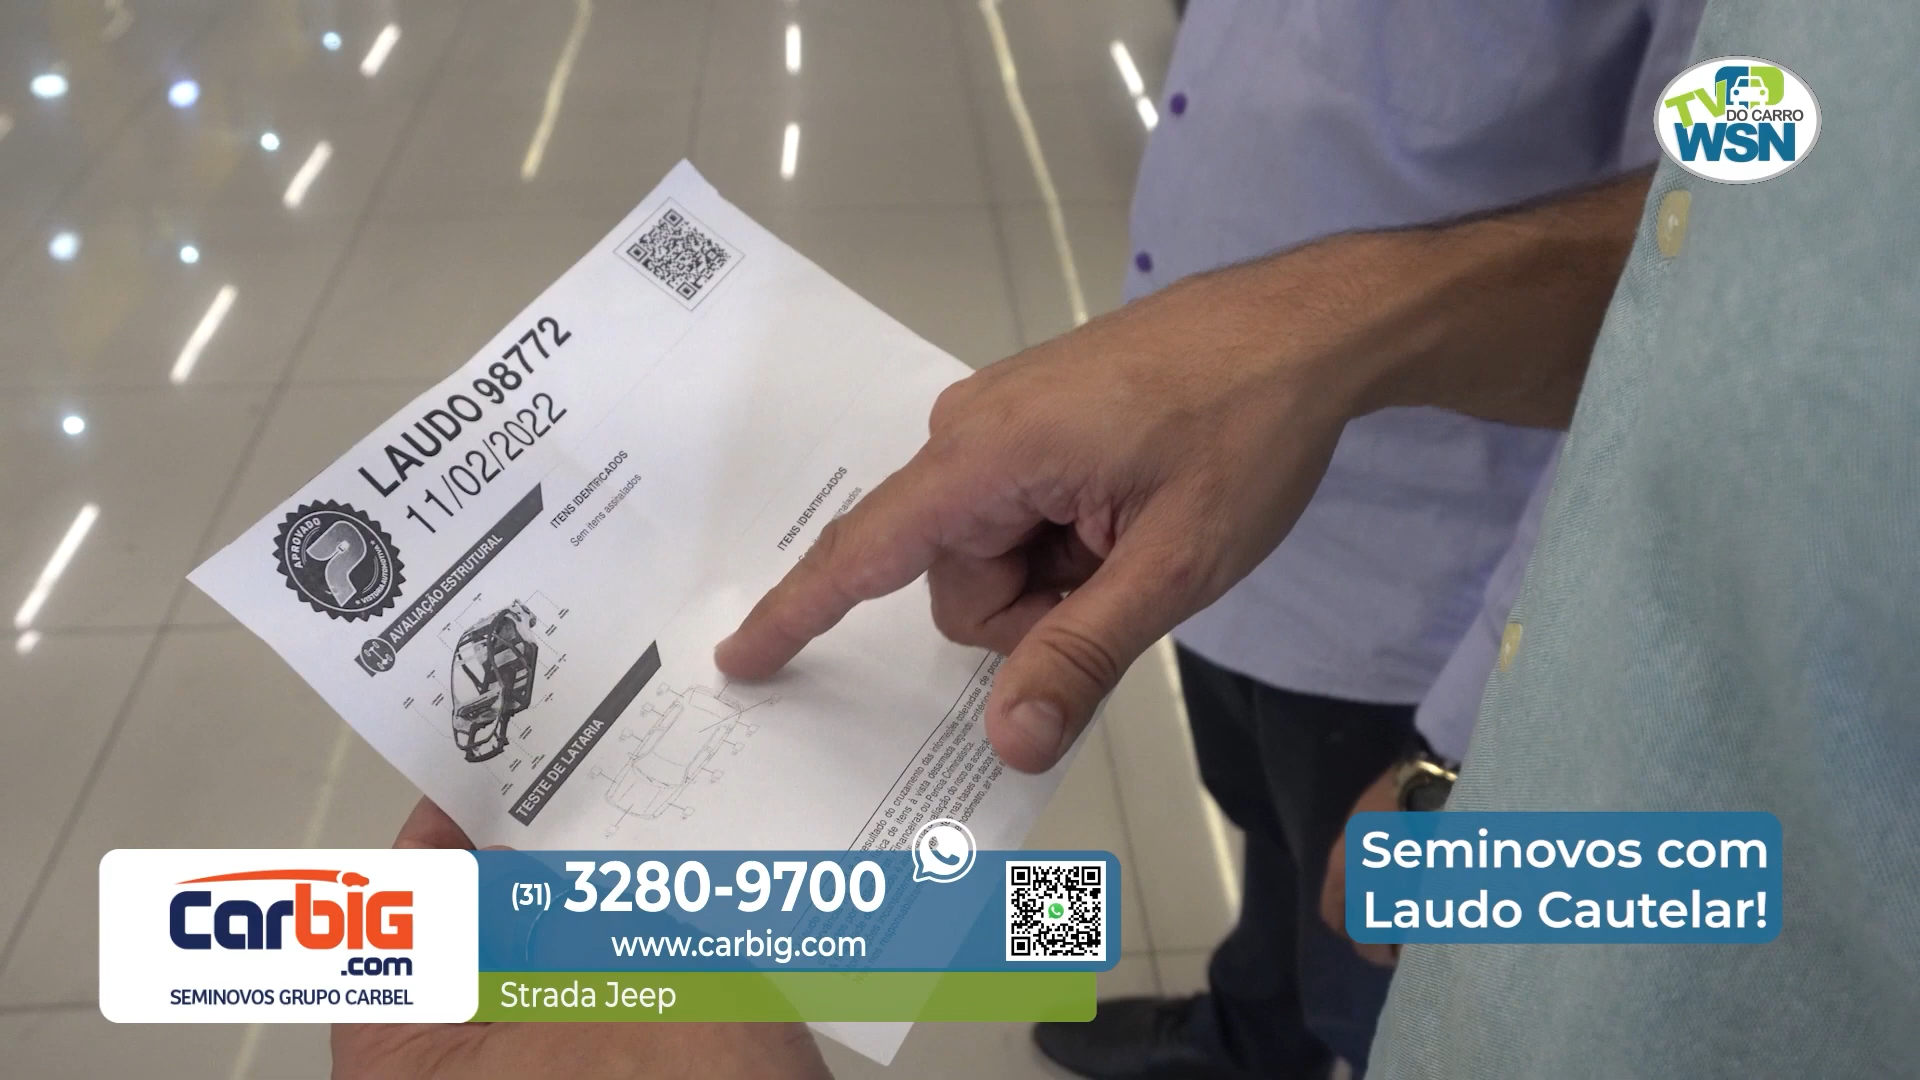 TV
DO CARRO
WSN
LAUDO 98772
11/02/2022
APROVADO
VISTORIA AUTOMOTIVA
AVALIAÇÃO ESTRUTURAL
ITENS IDENTIFICADOS
Sem itens assinalados
TESTE DE LATARIA
ITENS IDENTIFICADOS
Seminovos com
Laudo Cautelar!
Carbig
.com
SEMINOVOS GRUPO CARBEL
(31) 3280-9700
www.carbig.com
Strada Jeep